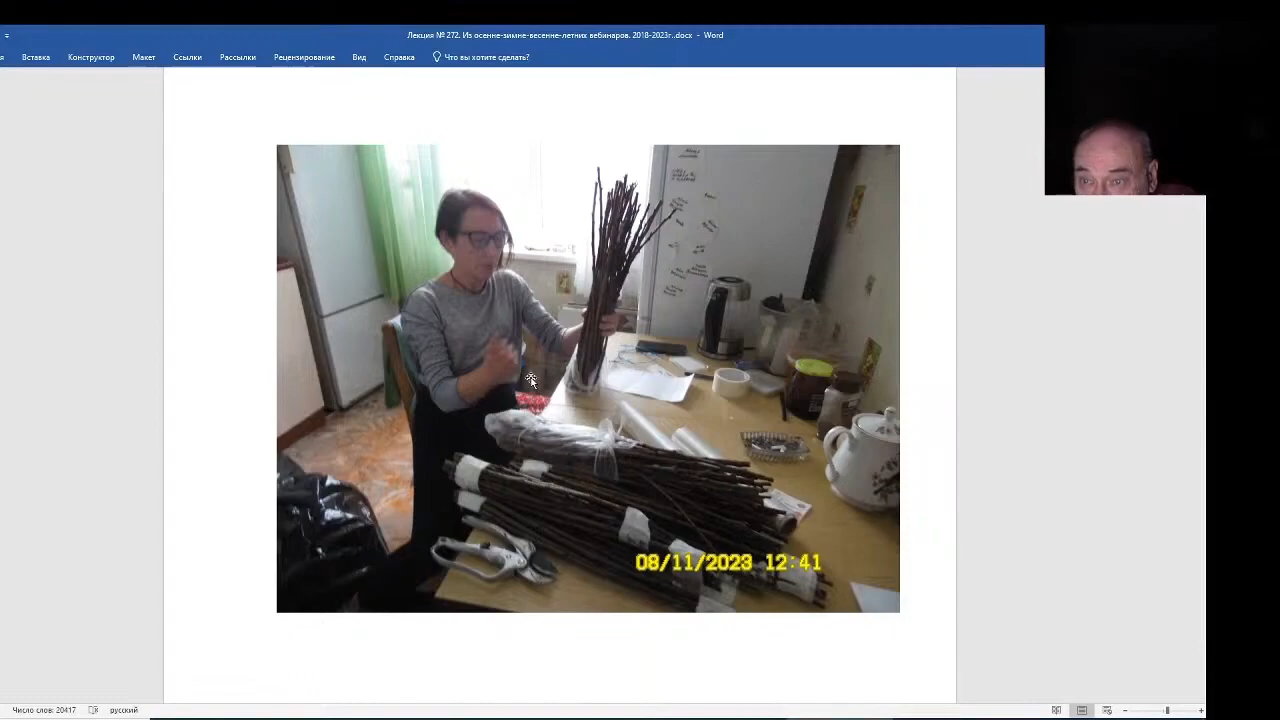 Лекция № 272. Из осенне-зимне-весенне-летних вебинаров. 2018-2023г..docx - Word
Вставка Конструктор Макет Ссылки Рассылки Рецензирование Вид Справка Что вы хотите сделать?
08/11/2023 12:41
Число слов: 20417 русский